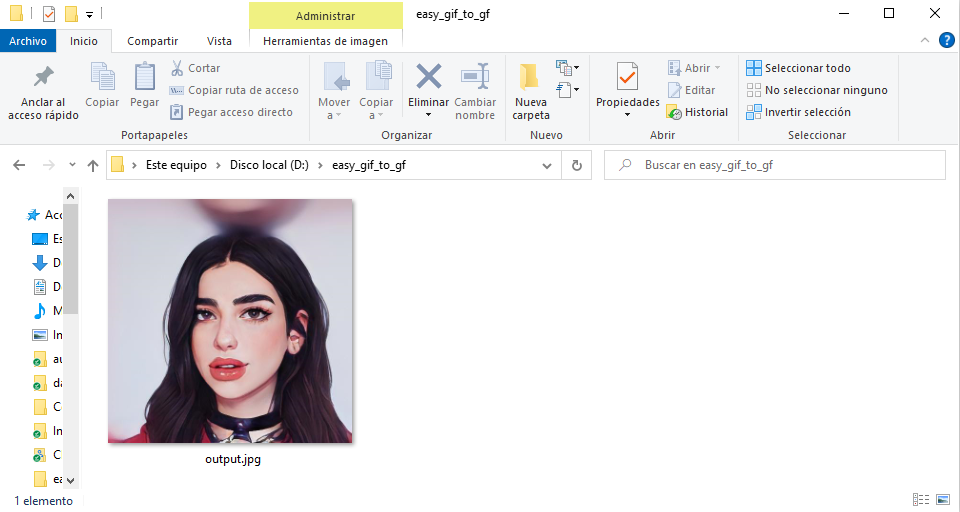 Administrar
easy_gif_to_gf
Archivo
Inicio
Compartir
Vista
Herramientas de imagen
Anclar al
acceso rápido
Copiar
Pegar
Cortar
Copiar ruta de acceso
Pegar acceso directo
Portapapeles
Mover
a
Copiar
a
Eliminar
Cambiar
nombre
Organizar
Nueva
carpeta
Nuevo
Propiedades
Abrir
Editar
Historial
Abrir
Seleccionar todo
No seleccionar ninguno
Invertir selección
Seleccionar
Este equipo
Disco local (D:)
easy_gif_to_gf
Buscar en easy_gif_to_gf
Acc
Es
D
D
M
In
au
da
C
In
C
ea
output.jpg
1 elemento